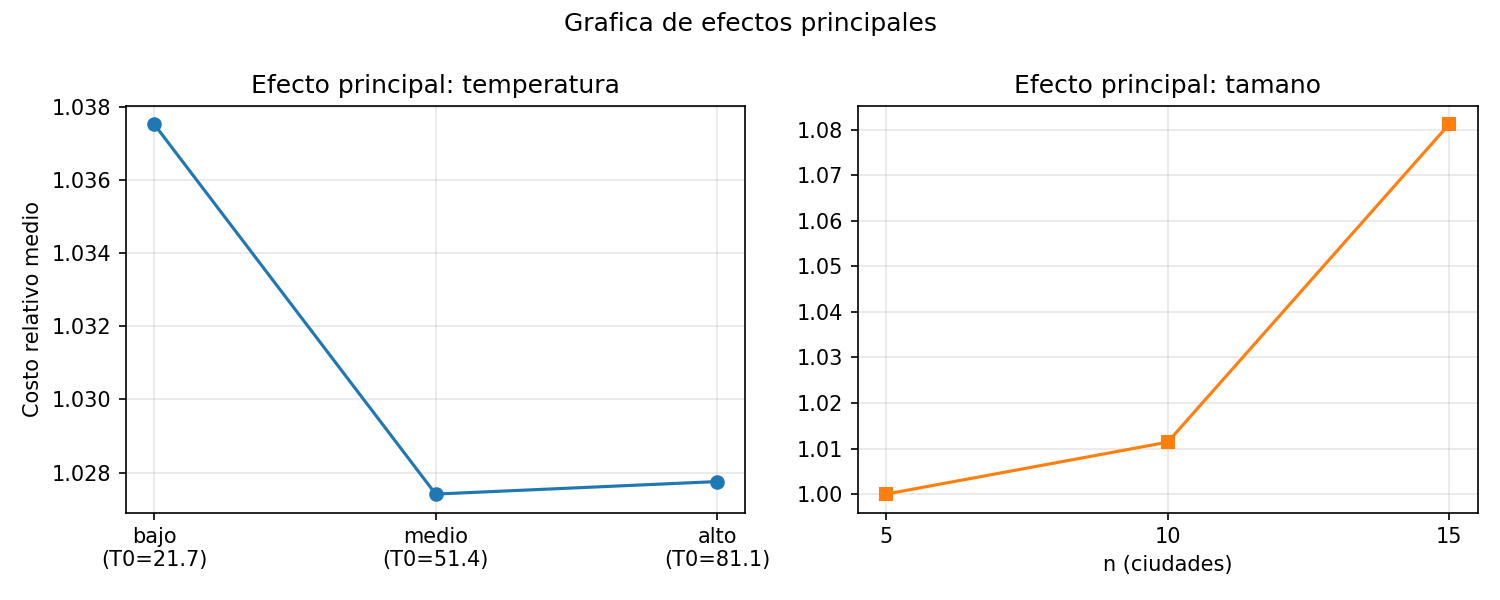 Grafica de efectos principales
Efecto principal: temperatura
Costo relativo medio
1.038
1.036
1.034
1.032
1.030
1.028
bajo
(T0=21.7)
medio
(T0=51.4)
alto
(T0=81.1)
Efecto principal: tamano
1.08
1.07
1.06
1.05
1.04
1.03
1.02
1.01
1.00
5
10
15
n (ciudades)